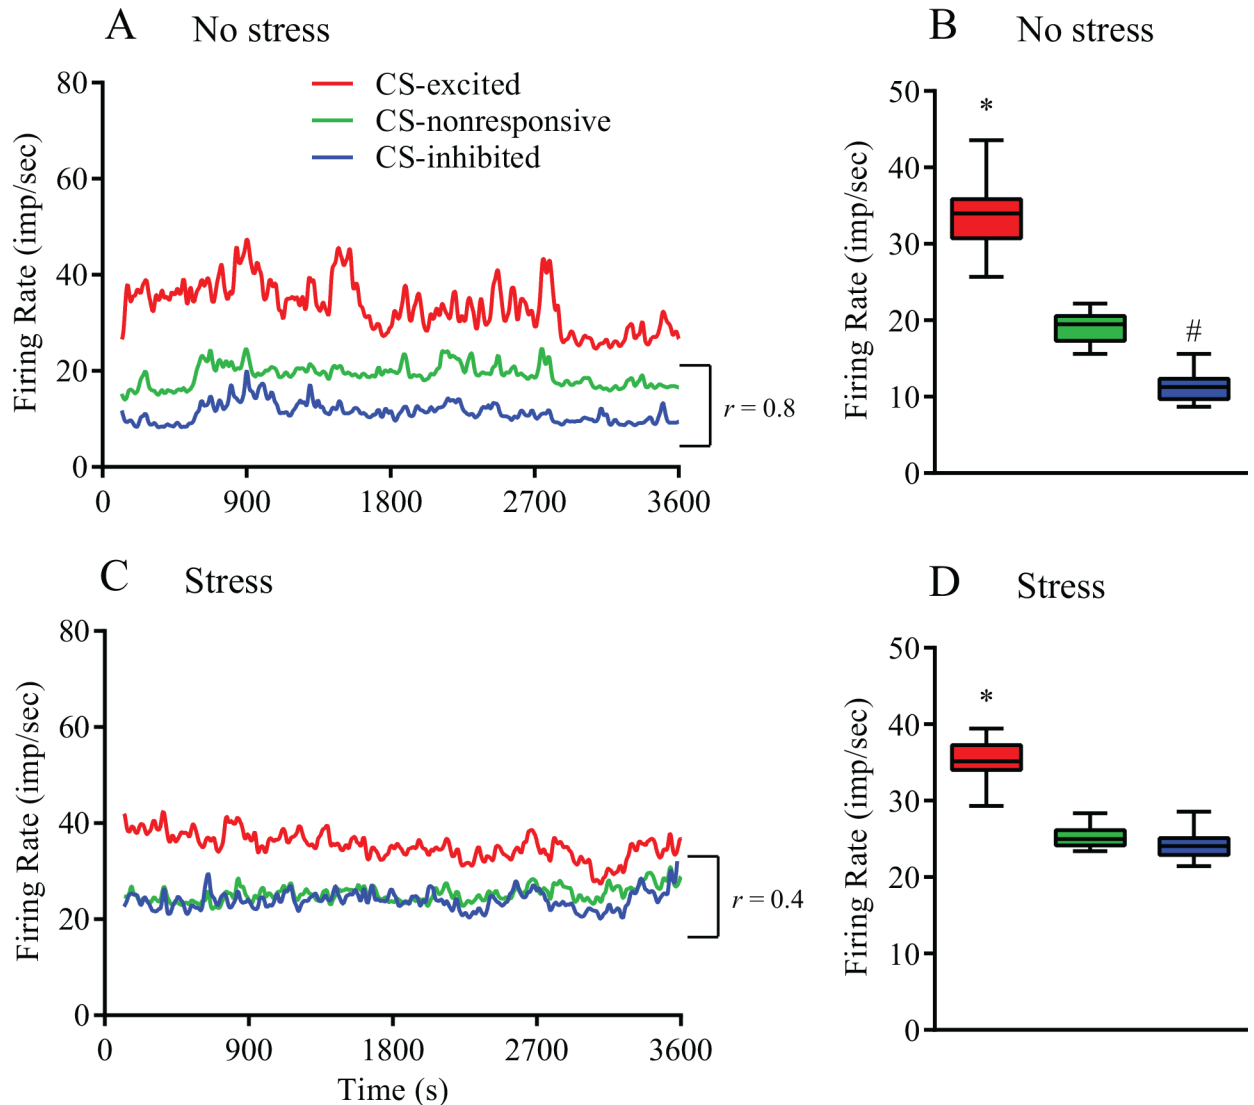 A No stress
CS-excited
CS-nonresponsive
CS-inhibited
Firing Rate (imp/sec)
80
60
40
20
0
0 900 1800 2700 3600
r = 0.8
B No stress
Firing Rate (imp/sec)
50
40
30
20
10
0
*
#
C Stress
Firing Rate (imp/sec)
80
60
40
20
0
0 900 1800 2700 3600
Time (s)
r = 0.4
D Stress
Firing Rate (imp/sec)
50
40
30
20
10
0
*